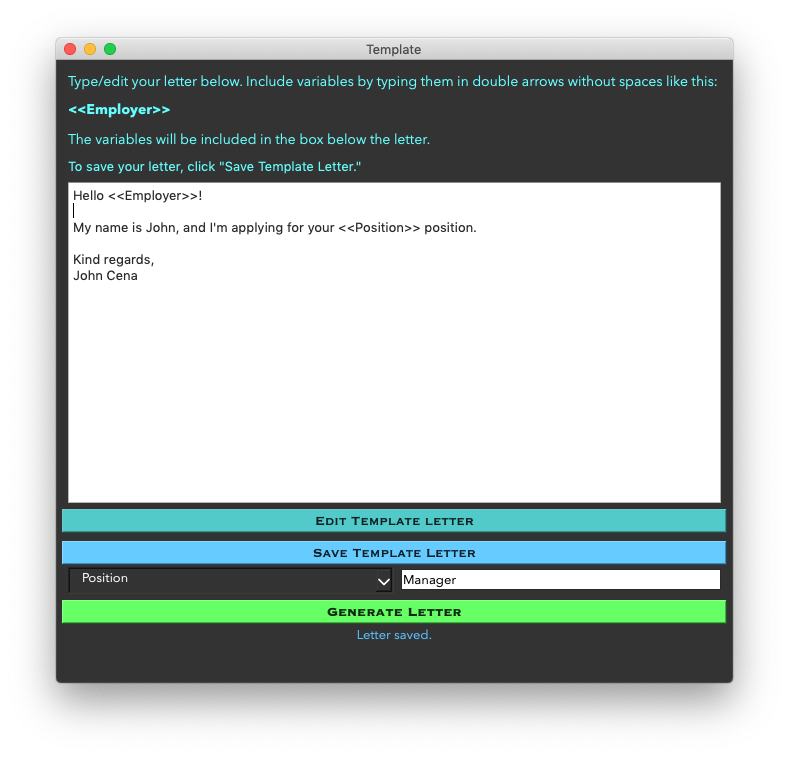 Template
Type/edit your letter below. Include variables by typing them in double arrows without spaces like this:
<<Employer>>
The variables will be included in the box below the letter.
To save your letter, click "Save Template Letter."
Hello <<Employer>>!
My name is John, and I'm applying for your <<Position>> position.
Kind regards,
John Cena
Edit Template letter
Save Template Letter
Position
Manager
Generate Letter
Letter saved.